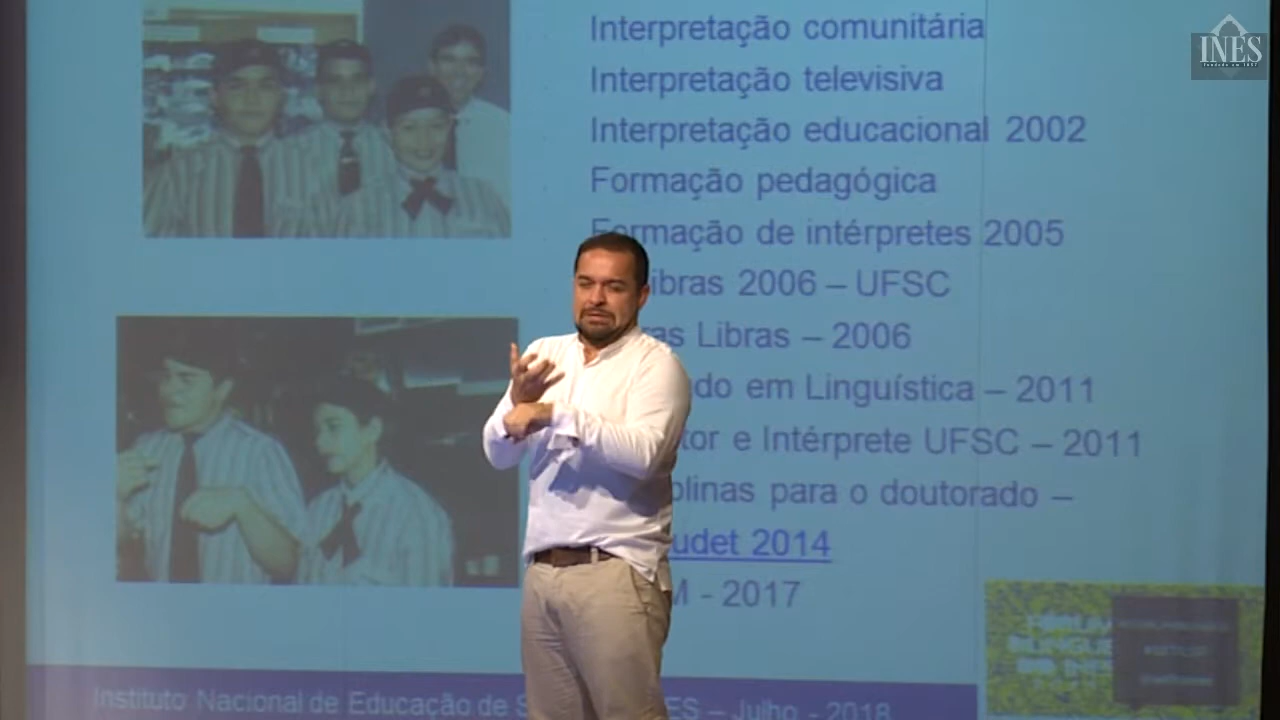 INES
Interpretação comunitária
Interpretação televisiva
Interpretação educacional 2002
Formação pedagógica
Formação de intérpretes 2005
ibras 2006 – UFSC
ras Libras – 2006
do em Linguística – 2011
tor e Intérprete UFSC – 2011
plinas para o doutorado –
udet 2014
M - 2017
Instituto Nacional de Educação de S ES – Julho - 2018